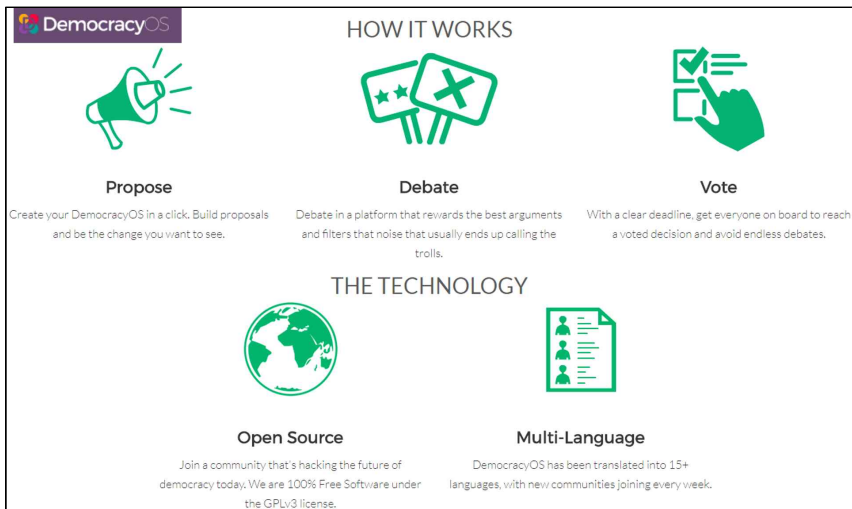 DemocracyOS
HOW IT WORKS
Propose
Create your DemocracyOS in a click. Build proposals
and be the change you want to see.
Debate
Debate in a platform that rewards the best arguments
and filters that noise that usually ends up calling the
trolls.
Vote
With a clear deadline, get everyone on board to reach
a voted decision and avoid endless debates.
THE TECHNOLOGY
Open Source
Join a community that's hacking the future of
democracy today. We are 100% Free Software under
the GPLv3 license.
Multi-Language
DemocracyOS has been translated into 15+
languages, with new communities joining every week.